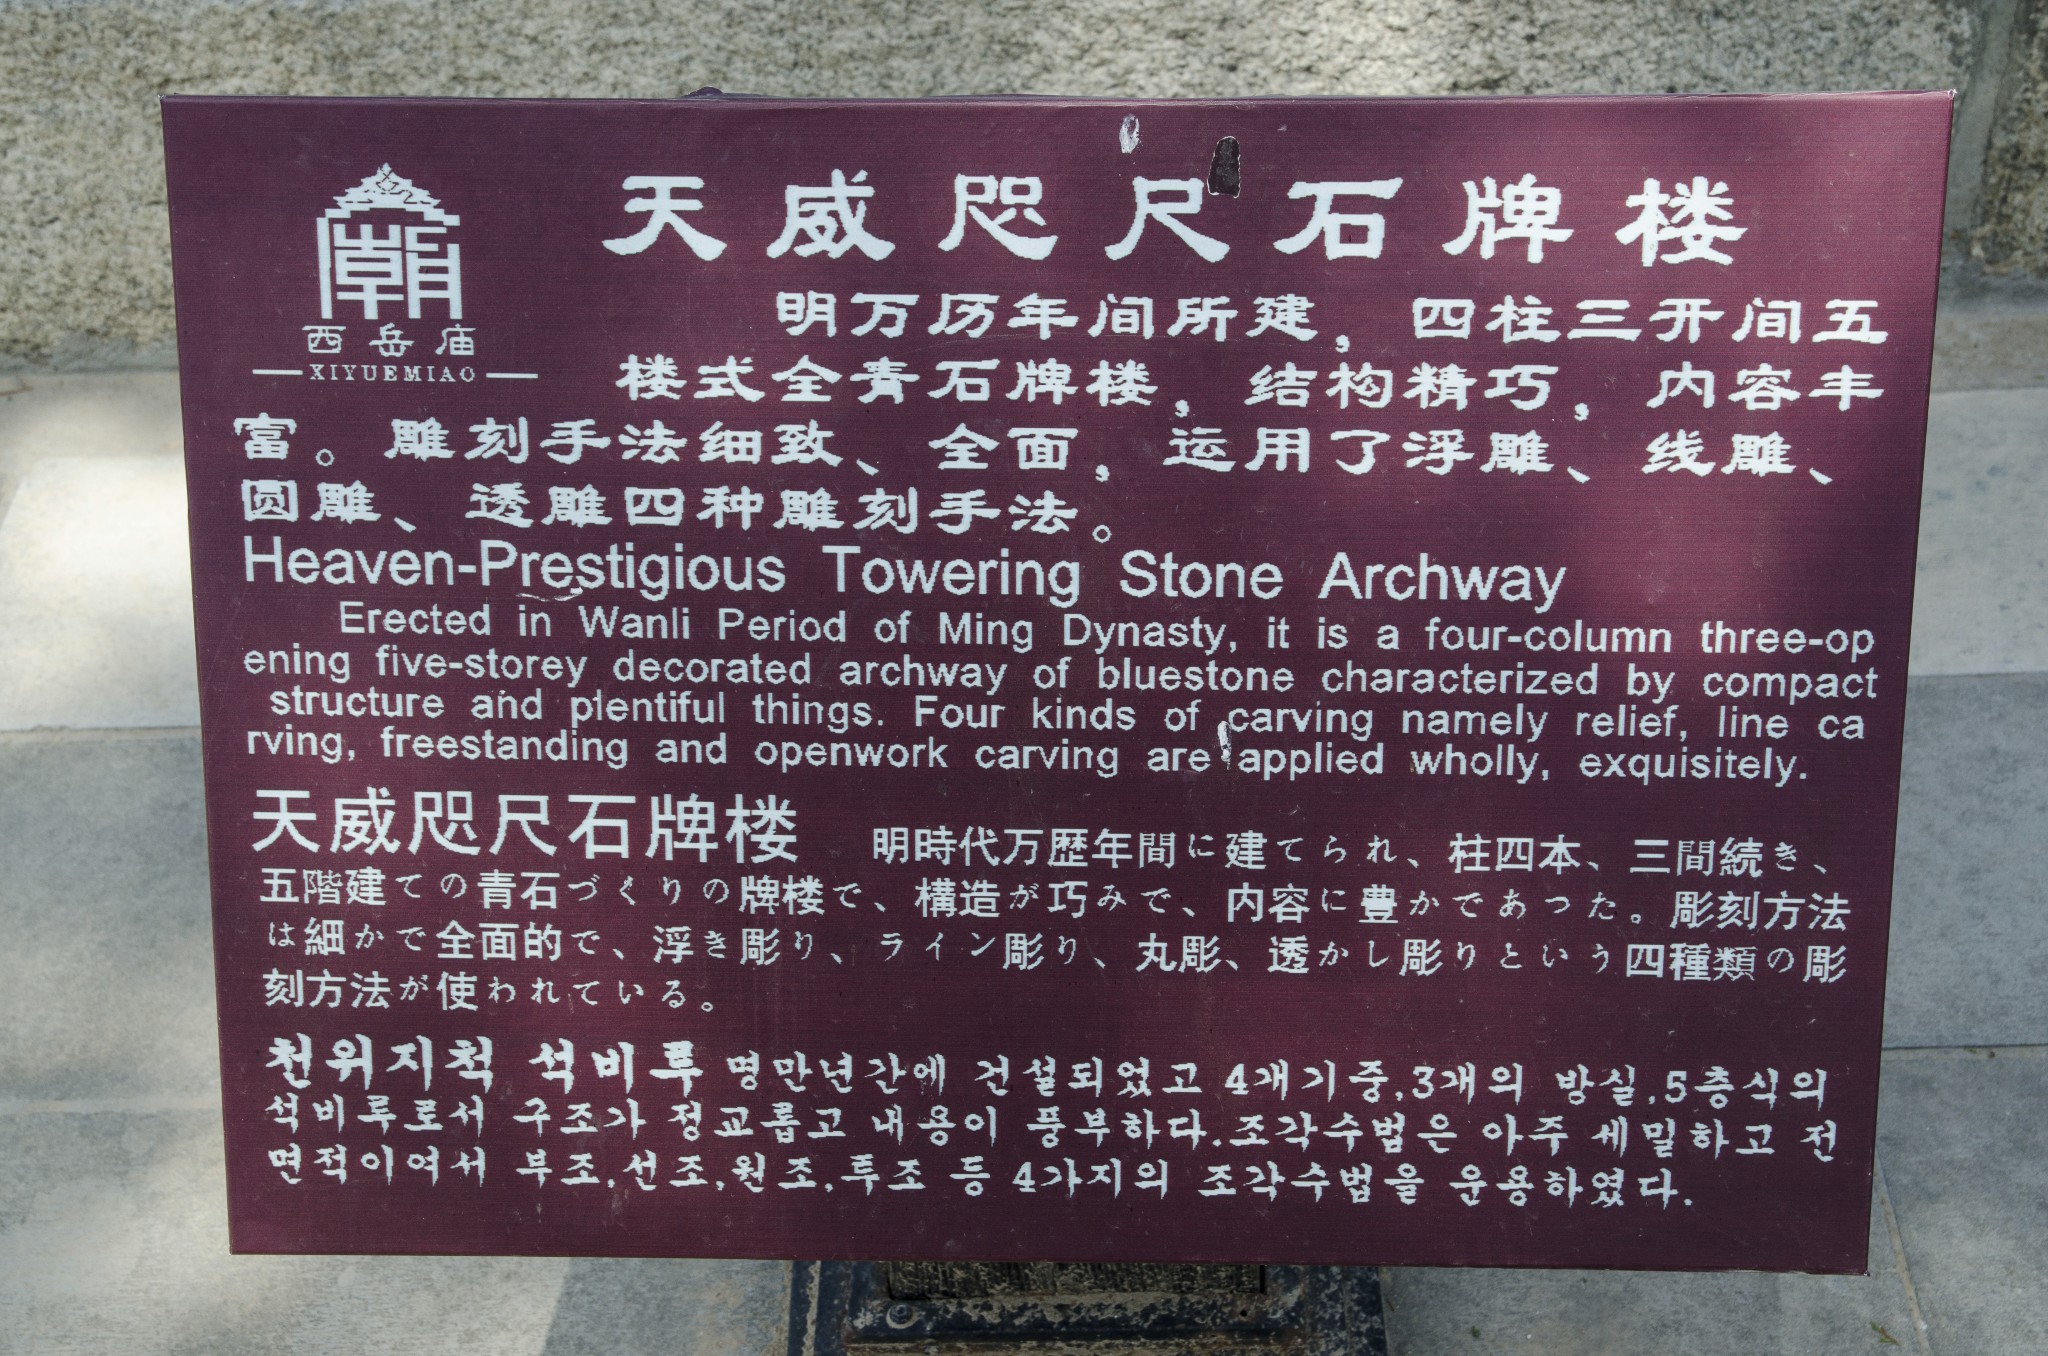 天威咫尺石牌楼
廟
西岳庙
XIYUEMIAO
明万历年间所建，四柱三开间五
楼式全青石牌楼，结构精巧，内容丰
富。雕刻手法细致、全面，运用了浮雕、线雕、
圆雕、透雕四种雕刻手法。
Heaven-Prestigious Towering Stone Archway
Erected in Wanli Period of Ming Dynasty, it is a four-column three-op
ening five-storey decorated archway of bluestone characterized by compact
structure and plentiful things. Four kinds of carving namely relief, line ca
rving, freestanding and openwork carving are applied wholly, exquisitely.
天威咫尺石牌楼 明時代万歴年間に建てられ、柱四本、三間続き、
五階建ての青石づくりの牌楼で、構造が巧みで、内容に豊かであつた。彫刻方法
は細かで全面的で、浮き彫り、ライン彫り、丸彫、透かし彫りという四種類の彫
刻方法が使われている。
천위지척 석비루 명만년간에 건설되었고 4개기중,3개의 방실,5층식의
석비류로서 구조가 정교롭고 내용이 풍부하다.조각수법은 아주 세밀하고 전
면적이여서 부조,선조,원조,투조 등 4가지의 조각수법을 운용하였다.